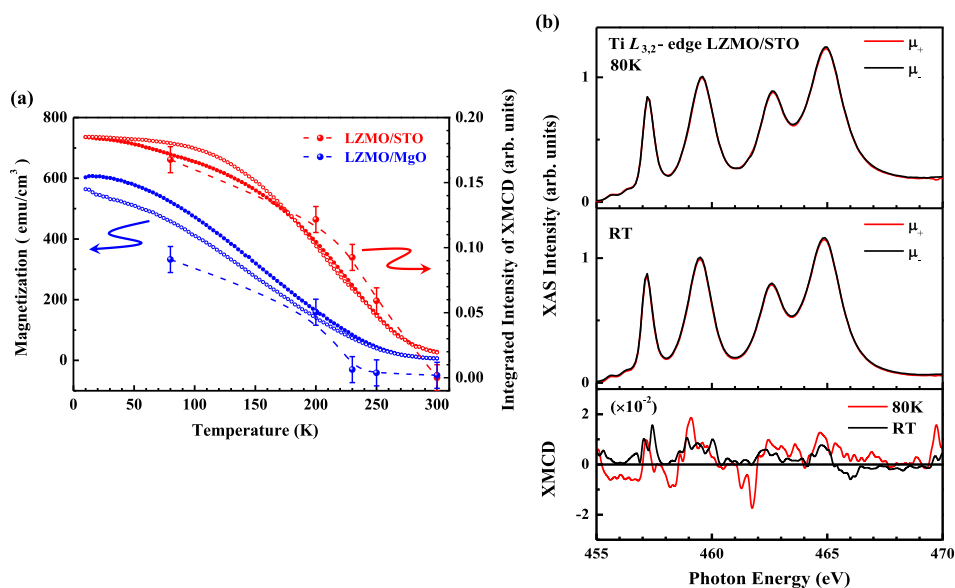 (a)
Magnetization ( emu/cm³)
800
600
400
200
0
LZMO/STO
LZMO/MgO
0.20
0.15
0.10
0.05
0.00
Integrated Intensity of XMCD (arb. units)
0 50 100 150 200 250 300
Temperature (K)
(b)
Ti L3,2- edge LZMO/STO
80K
μ+
μ-
1
0
RT
μ+
μ-
1
0
XAS Intensity (arb. units)
(×10-2)
80K
RT
2
0
-2
XMCD
455 460 465 470
Photon Energy (eV)